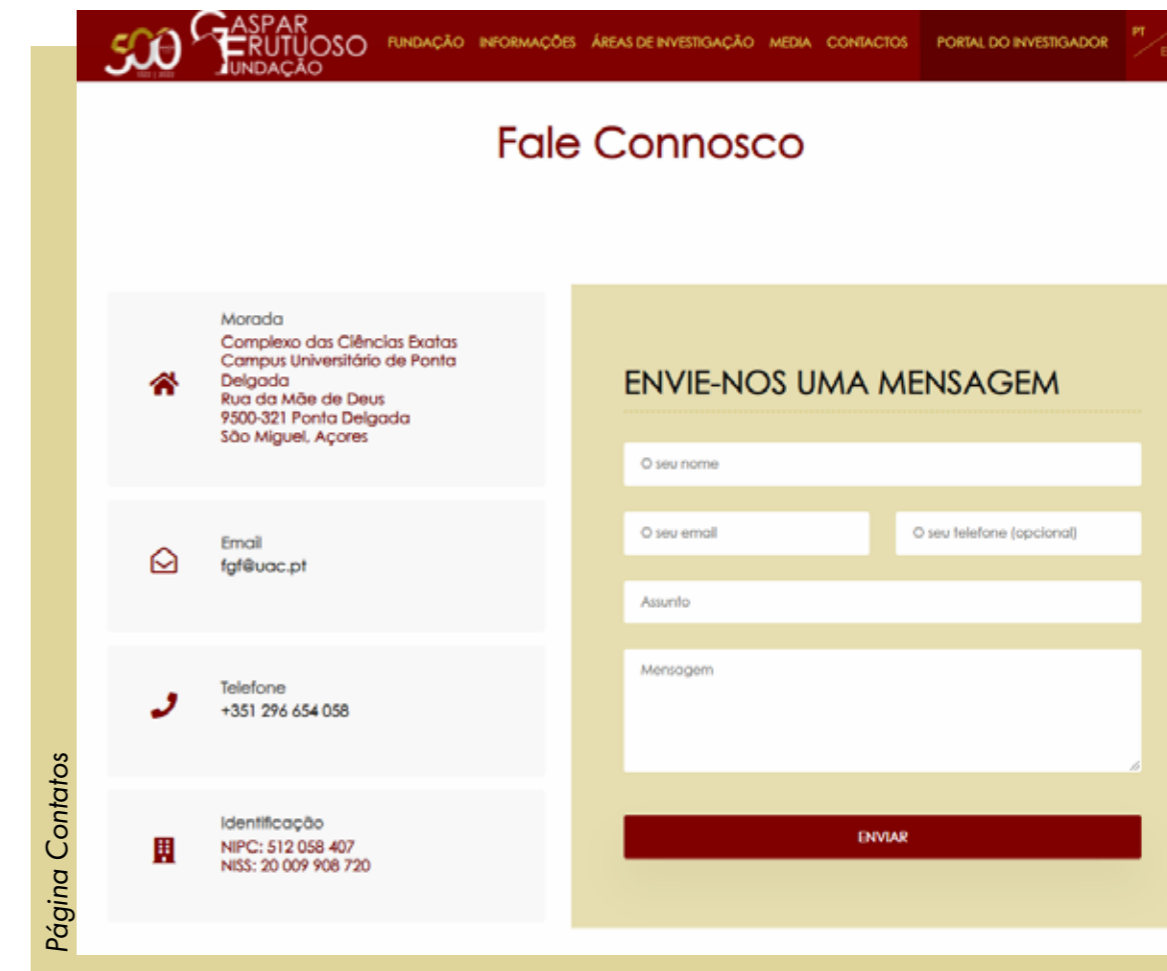 500
1522 | 2022
GASPAR
FRUTUOSO
FUNDAÇÃO
FUNDAÇÃO INFORMAÇÕES ÁREAS DE INVESTIGAÇÃO MEDIA CONTACTOS PORTAL DO INVESTIGADOR PT
Fale Connosco
Morada
Complexo das Ciências Exatas
Campus Universitário de Ponta
Delgada
Rua da Mãe de Deus
9500-321 Ponta Delgada
São Miguel, Açores
Email
fgf@uac.pt
Telefone
+351 296 654 058
Identificação
NIPC: 512 058 407
NISS: 20 009 908 720
ENVIE-NOS UMA MENSAGEM
O seu nome
O seu email O seu telefone (opcional)
Assunto
Mensagem
ENVIAR
Página Contatos